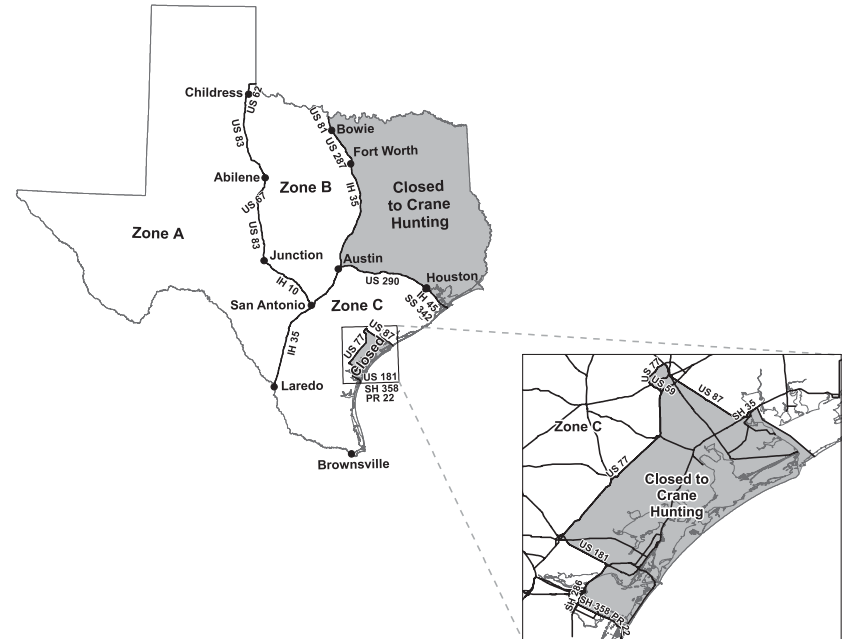 Childress
US 62
US 81
Bowie
US 83
US 287
Fort Worth
Abilene
Zone B
IH 35
Closed
to Crane
Hunting
US 67
Zone A
US 83
Junction
Austin
IH 10
US 290
Houston
San Antonio
Zone C
IH 45
SS 342
IH 35
US 77
US 87
Closed
US 181
SH 358
PR 22
Laredo
Brownsville
US 77
US 59
US 87
SH 35
Zone C
US 77
Closed to
Crane
Hunting
US 181
SH 286
SH 358
PR 22